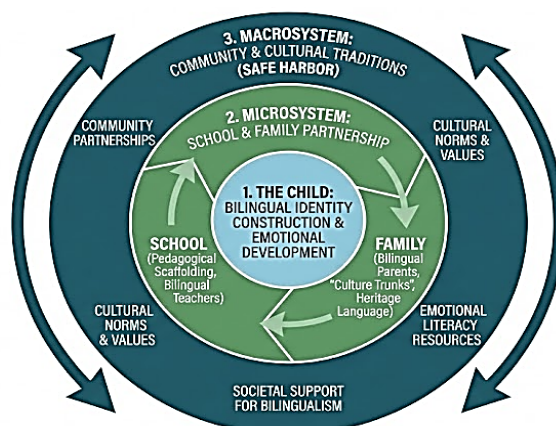 3. MACROSYSTEM:
COMMUNITY & CULTURAL TRADITIONS
(SAFE HARBOR)
COMMUNITY
PARTNERSHIPS
2. MICROSYSTEM:
SCHOOL & FAMILY PARTNERSHIP
CULTURAL
NORMS &
VALUES
1. THE CHILD:
BILINGUAL IDENTITY
CONSTRUCTION &
EMOTIONAL
DEVELOPMENT
SCHOOL
(Pedagogical
Scaffolding,
Bilingual
Teachers)
FAMILY
(Bilingual
Parents,
"Culture Trunks",
Heritage
Language)
CULTURAL
NORMS
& VALUES
EMOTIONAL
LITERACY
RESOURCES
SOCIETAL SUPPORT
FOR BILINGUALISM